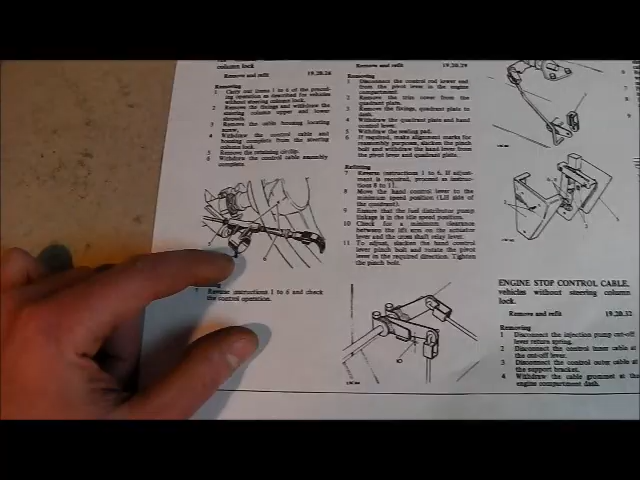 column lock
Remove and refit 19.20.26
Removing
1 Carry out items 1 to 6 of the preced-
ing operation as described for vehicles
without steering column lock.
2 Remove the fixings and withdraw the
steering column upper and lower
shrouds.
3 Remove the cable housing locating
screw.
4 Withdraw the control cable and
housing complete from the steering
column lock.
5 Remove the retaining circlip.
6 Withdraw the control cable assembly
complete.
7 Reverse instructions 1 to 6 and check
the control operation.
Remove and refit 19.20.29
Removing
1 Disconnect the control rod lower end
from the pivot lever in the engine
compartment.
2 Remove the trim cover from the
quadrant plate.
3 Remove the fixings, quadrant plate to
dash.
4 Withdraw the quadrant plate and hand
control lever.
5 Withdraw the sealing pad.
6 If required, make alignment marks for
reassembly purposes, slacken the pinch
bolt and withdraw the hand lever from
the pivot lever and quadrant plate.
Refitting
7 Reverse instructions 1 to 6. If adjust-
ment is required, proceed as instruc-
tions 8 to 11.
8 Move the hand control lever to the
minimum speed position (LH side of
the quadrant).
9 Ensure that the fuel distributor pump
linkage is in the idle speed position.
10 Check for a minimum clearance
between the lift arm on the actuator
lever and the cross shaft relay lever.
11 To adjust, slacken the hand control
lever pinch bolt and rotate the pivot
lever in the required direction. Tighten
the pinch bolt.
ENGINE STOP CONTROL CABLE,
vehicles without steering column
lock.
Remove and refit 19.20.32
Removing
1 Disconnect the injection pump cut-off
lever return spring.
2 Disconnect the control inner cable at
the cut-off lever.
3 Disconnect the control outer cable at
the support bracket.
4 Withdraw the cable grommet at the
engine compartment dash.